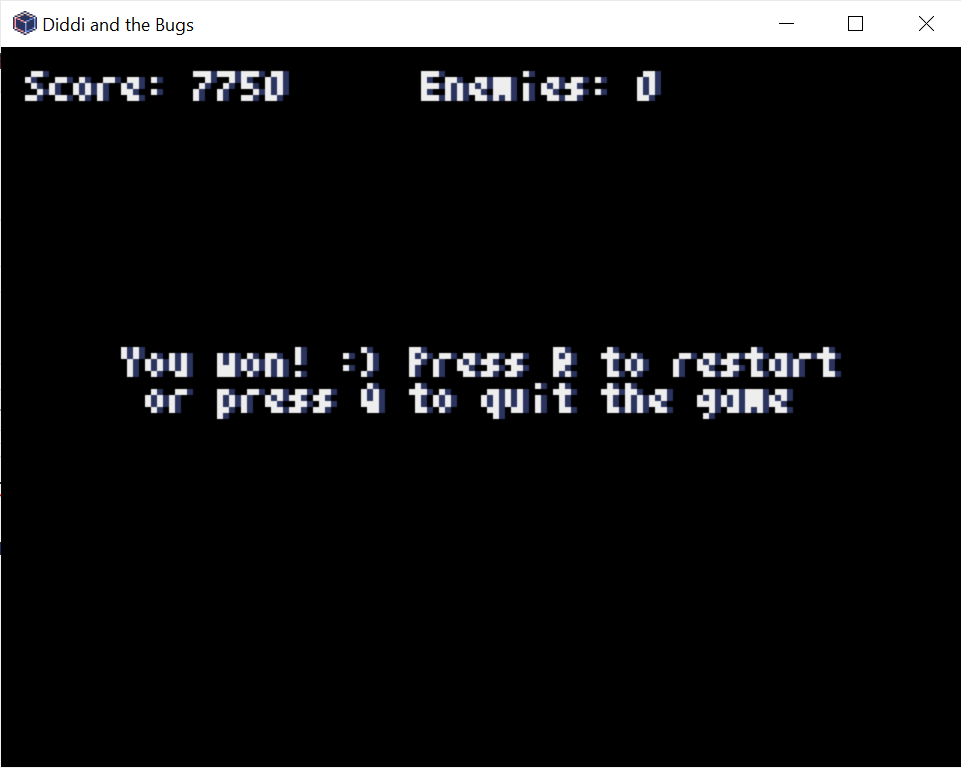 Diddi and the Bugs
Score: 7750 Enemies: 0
You won! :) Press R to restart
or press Q to quit the game